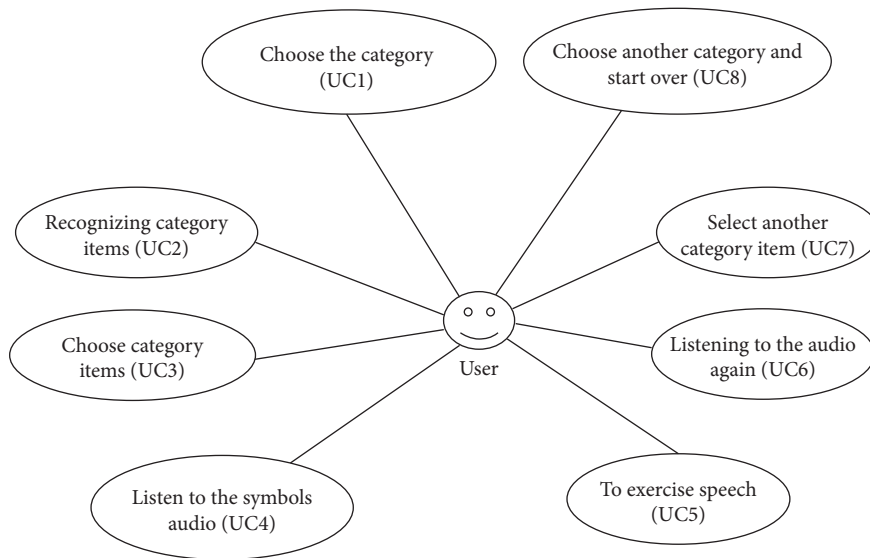 Choose the category
(UC1)
Choose another category and
start over (UC8)
Recognizing category
items (UC2)
Select another
category item (UC7)
Choose category
items (UC3)
Listening to the audio
again (UC6)
User
Listen to the symbols
audio (UC4)
To exercise speech
(UC5)